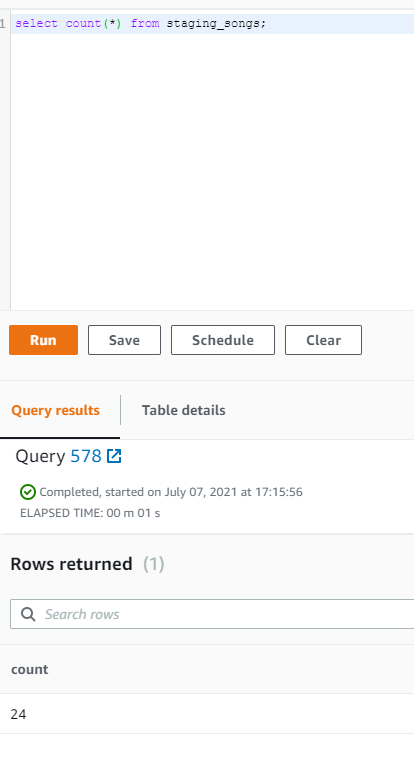 1 select count(*) from staging_songs;
Run Save Schedule Clear
Query results Table details
Query 578
Completed, started on July 07, 2021 at 17:15:56
ELAPSED TIME: 00 m 01 s
Rows returned (1)
Search rows
count
24